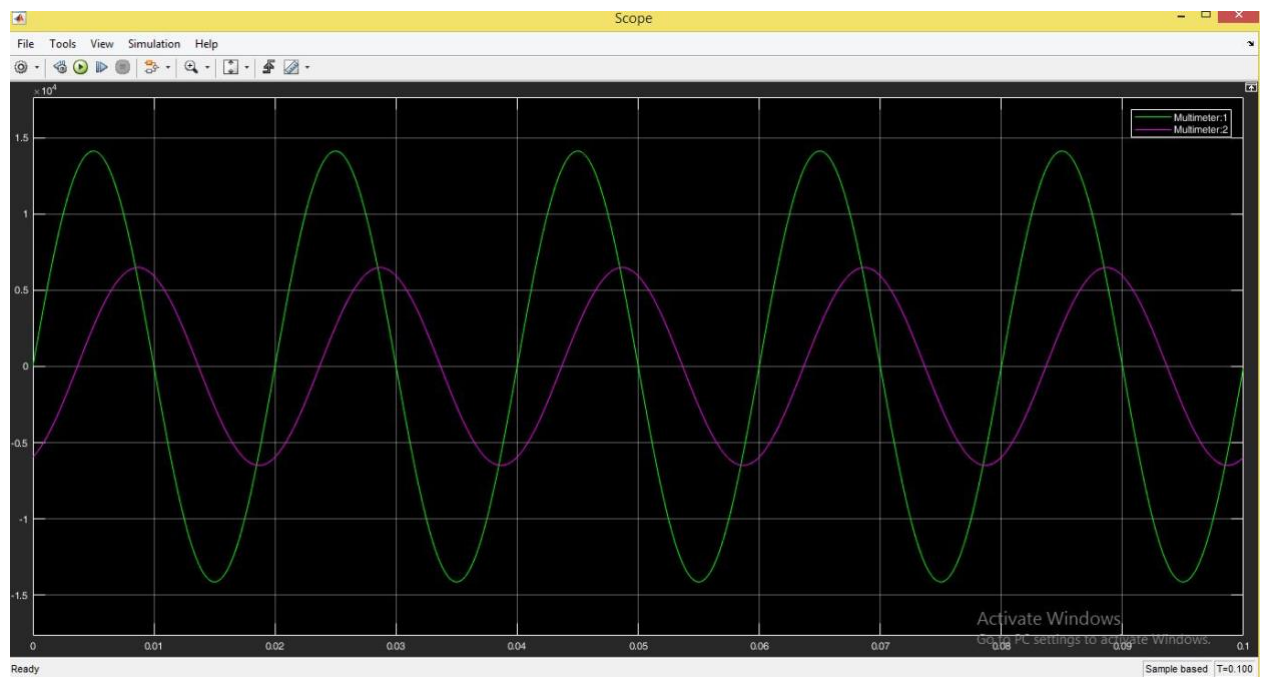 Scope
File Tools View Simulation Help
× 10⁴
Multimeter:1
Multimeter:2
1.5
1
0.5
0
-0.5
-1
-1.5
0 0.01 0.02 0.03 0.04 0.05 0.06 0.07 0.08 0.09 0.1
Activate Windows
Go to PC settings to activate Windows.
Ready Sample based T=0.100